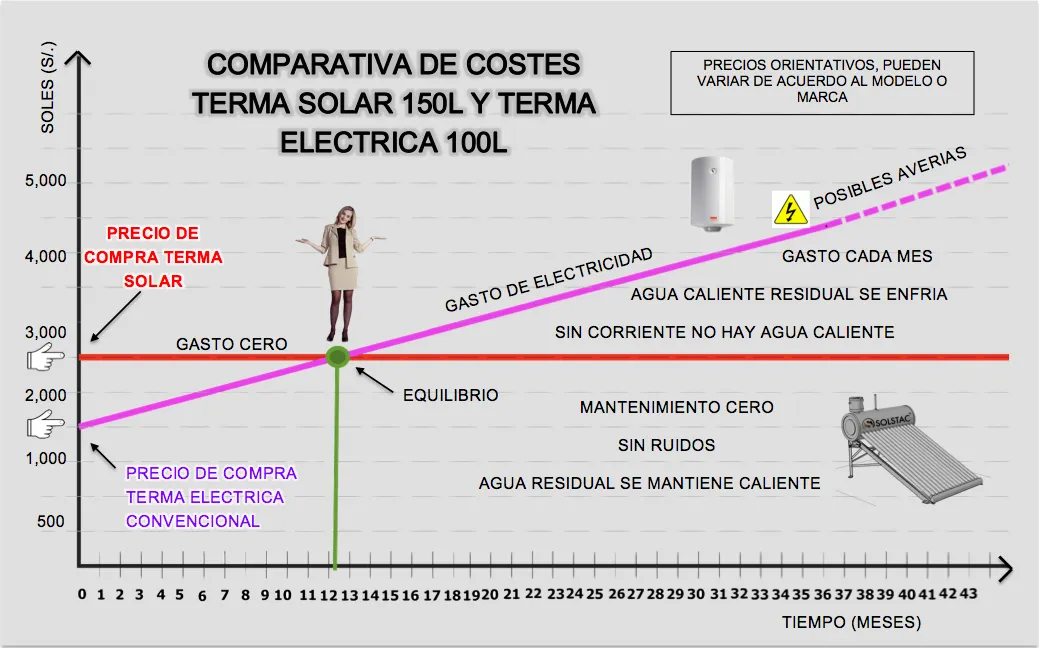 COMPARATIVA DE COSTES
TERMA SOLAR 150L Y TERMA
ELECTRICA 100L
PRECIOS ORIENTATIVOS, PUEDEN
VARIAR DE ACUERDO AL MODELO O
MARCA
SOLES (S/.)
5,000
4,000
3,000
2,000
1,000
500
PRECIO DE
COMPRA TERMA
SOLAR
GASTO CERO
GASTO DE ELECTRICIDAD
POSIBLES AVERIAS
GASTO CADA MES
AGUA CALIENTE RESIDUAL SE ENFRIA
SIN CORRIENTE NO HAY AGUA CALIENTE
EQUILIBRIO
MANTENIMIENTO CERO
SIN RUIDOS
AGUA RESIDUAL SE MANTIENE CALIENTE
SOLSTAC
PRECIO DE COMPRA
TERMA ELECTRICA
CONVENCIONAL
0 1 2 3 4 5 6 7 8 9 10 11 12 13 14 15 16 17 18 19 20 21 22 23 24 25 26 27 28 29 30 31 32 33 34 35 36 37 38 39 40 41 42 43
TIEMPO (MESES)